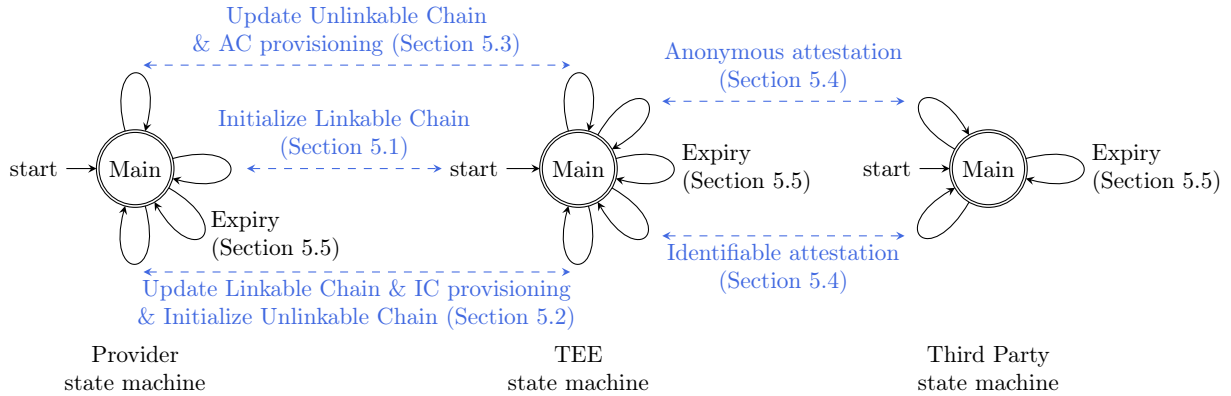 Update Unlinkable Chain
& AC provisioning (Section 5.3)
Anonymous attestation
(Section 5.4)
Initialize Linkable Chain
(Section 5.1)
start
Main
Expiry
(Section 5.5)
start
Main
Expiry
(Section 5.5)
start
Main
Expiry
(Section 5.5)
Identifiable attestation
(Section 5.4)
Update Linkable Chain & IC provisioning
& Initialize Unlinkable Chain (Section 5.2)
Provider
state machine
TEE
state machine
Third Party
state machine